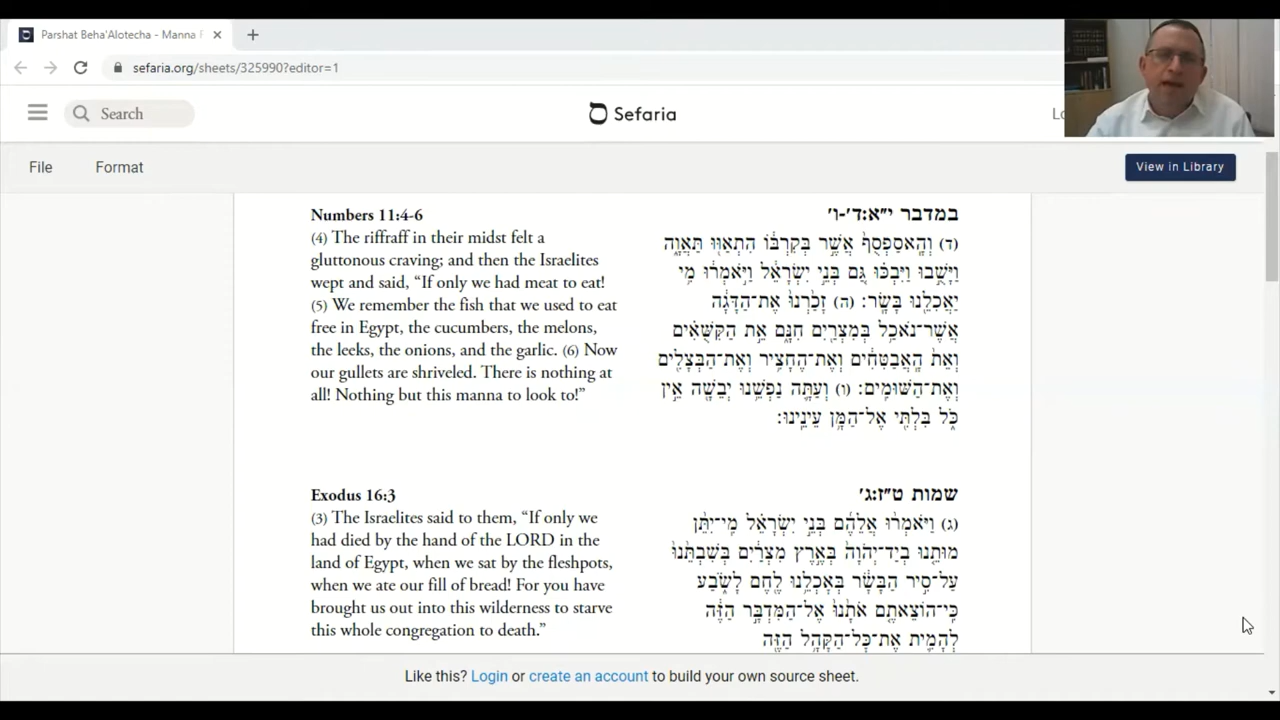 Parshat Beha'Alotecha - Manna
sefaria.org/sheets/325990?editor=1
Search
Sefaria
File
Format
View in Library
Numbers 11:4-6
(4) The riffraff in their midst felt a
gluttonous craving; and then the Israelites
wept and said, “If only we had meat to eat!
(5) We remember the fish that we used to eat
free in Egypt, the cucumbers, the melons,
the leeks, the onions, and the garlic. (6) Now
our gullets are shriveled. There is nothing at
all! Nothing but this manna to look to!”
במדבר י״א:ד׳-ו׳
(ד) וְהָֽאסַפְסֻף֙ אֲשֶׁ֣ר בְּקִרְבּ֔וֹ הִתְאַוּ֖וּ תַּאֲוָ֑ה
וַיָּשֻׁ֣בוּ וַיִּבְכּ֗וּ גַּ֚ם בְּנֵ֣י יִשְׂרָאֵ֔ל וַיֹּ֣אמְר֔וּ מִ֥י
יַאֲכִלֵ֖נוּ בָּשָֽׂר׃ (ה) זָכַ֙רְנוּ֙ אֶת־הַדָּגָ֔ה
אֲשֶׁר־נֹאכַ֥ל בְּמִצְרַ֖יִם חִנָּ֑ם אֵ֣ת הַקִּשֻּׁאִ֗ים
וְאֵת֙ הָֽאֲבַטִּחִ֔ים וְאֶת־הֶחָצִ֥יר וְאֶת־הַבְּצָלִ֖ים
וְאֶת־הַשּׁוּמִֽים׃ (ו) וְעַתָּ֛ה נַפְשֵׁ֥נוּ יְבֵשָׁ֖ה אֵ֣ין
כֹּ֑ל בִּלְתִּ֖י אֶל־הַמָּ֥ן עֵינֵֽינוּ׃
Exodus 16:3
(3) The Israelites said to them, “If only we
had died by the hand of the LORD in the
land of Egypt, when we sat by the fleshpots,
when we ate our fill of bread! For you have
brought us out into this wilderness to starve
this whole congregation to death.”
שמות ט״ז:ג׳
(ג) וַיֹּאמְר֨וּ אֲלֵהֶ֜ם בְּנֵ֣י יִשְׂרָאֵ֗ל מִֽי־יִתֵּ֨ן
מוּתֵ֤נוּ בְיַד־יְהוָה֙ בְּאֶ֣רֶץ מִצְרַ֔יִם בְּשִׁבְתֵּ֙נוּ֙
עַל־סִ֣יר הַבָּשָׂ֔ר בְּאׇכְלֵ֥נוּ לֶ֖חֶם לָשֹׂ֑בַע
כִּֽי־הוֹצֵאתֶ֤ם אֹתָ֙נוּ֙ אֶל־הַמִּדְבָּ֣ר הַזֶּ֔ה
לְהָמִ֛ית אֶת־כׇּל־הַקָּהָ֥ל הַזֶּ֖ה
Like this? Login or create an account to build your own source sheet.